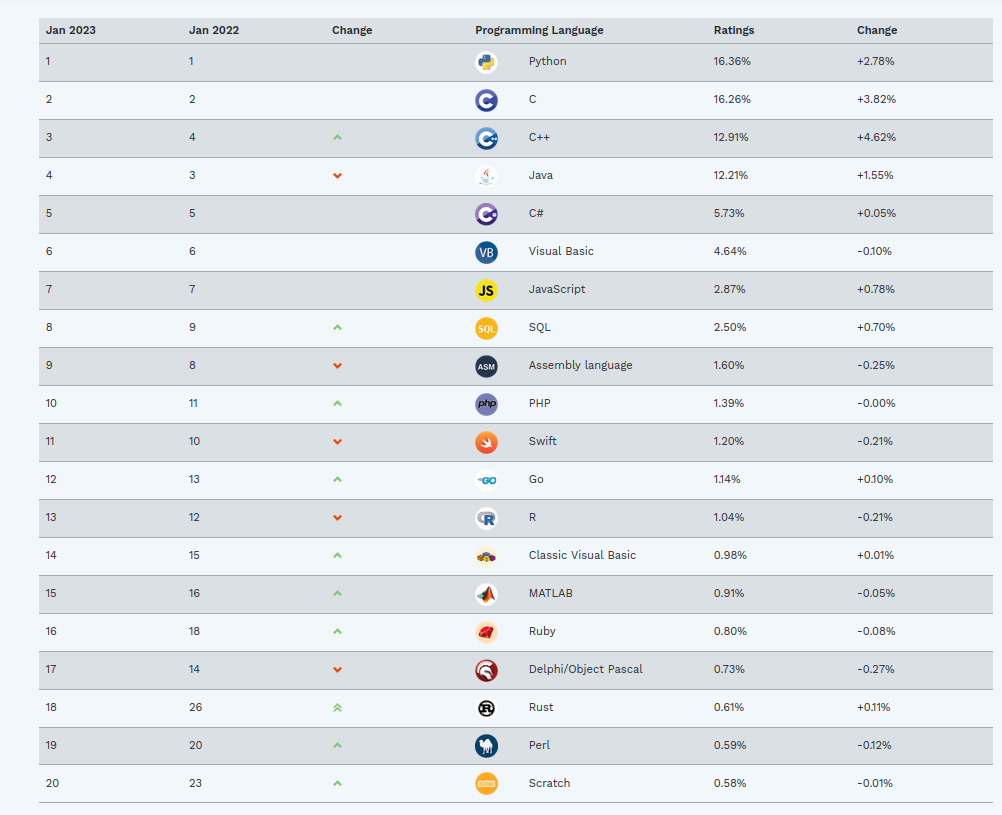 Jan 2023 Jan 2022 Change Programming Language Ratings Change
1 1 Python 16.36% +2.78%
2 2 C C 16.26% +3.82%
3 4 C++ C++ 12.91% +4.62%
4 3 Java 12.21% +1.55%
5 5 C# C# 5.73% +0.05%
6 6 VB Visual Basic 4.64% -0.10%
7 7 JS JavaScript 2.87% +0.78%
8 9 SQL SQL 2.50% +0.70%
9 8 ASM Assembly language 1.60% -0.25%
10 11 php PHP 1.39% -0.00%
11 10 Swift 1.20% -0.21%
12 13 GO Go 1.14% +0.10%
13 12 R R 1.04% -0.21%
14 15 Classic Visual Basic 0.98% +0.01%
15 16 MATLAB 0.91% -0.05%
16 18 Ruby 0.80% -0.08%
17 14 Delphi/Object Pascal 0.73% -0.27%
18 26 R Rust 0.61% +0.11%
19 20 Perl 0.59% -0.12%
20 23 Scratch 0.58% -0.01%